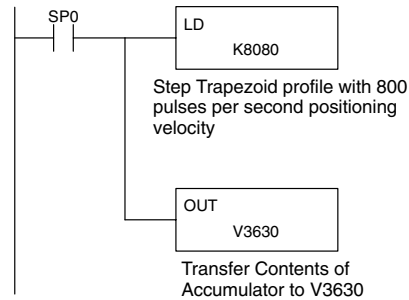 SP0
LD
K8080
Step Trapezoid profile with 800
pulses per second positioning
velocity
OUT
V3630
Transfer Contents of
Accumulator to V3630